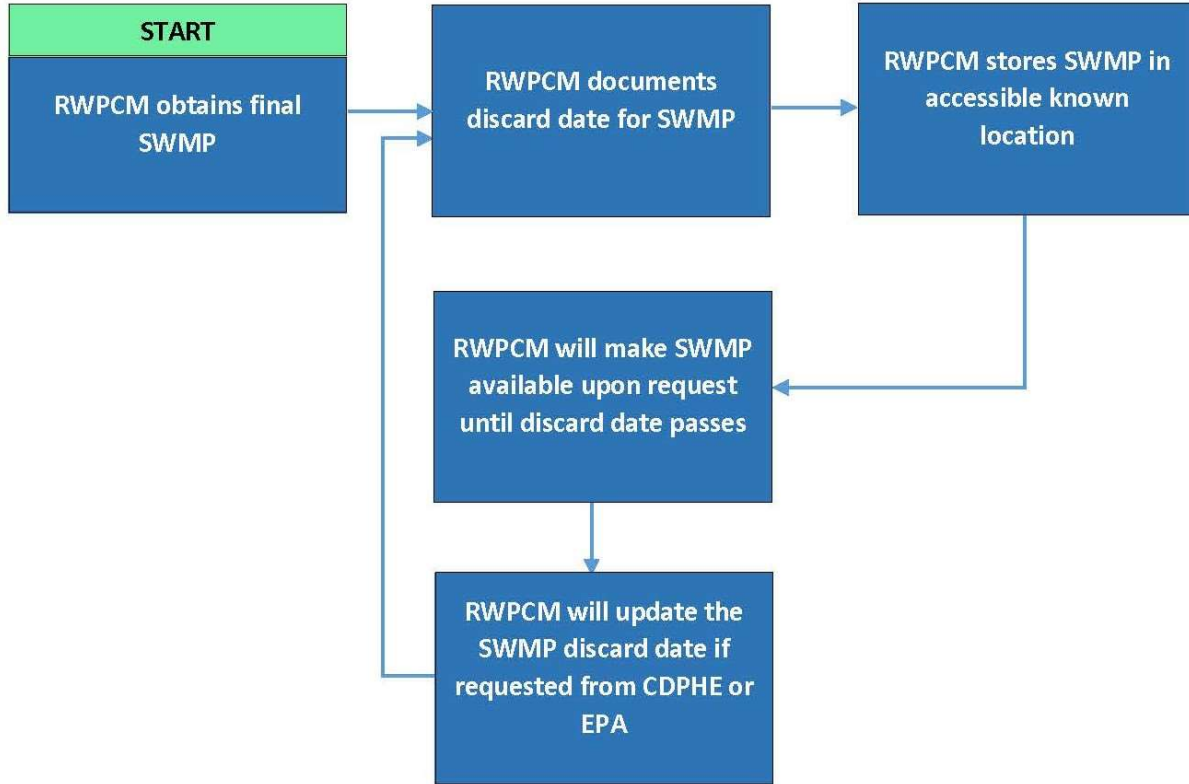 START
RWPCM obtains final
SWMP
RWPCM documents
discard date for SWMP
RWPCM stores SWMP in
accessible known
location
RWPCM will make SWMP
available upon request
until discard date passes
RWPCM will update the
SWMP discard date if
requested from CDPHE or
EPA